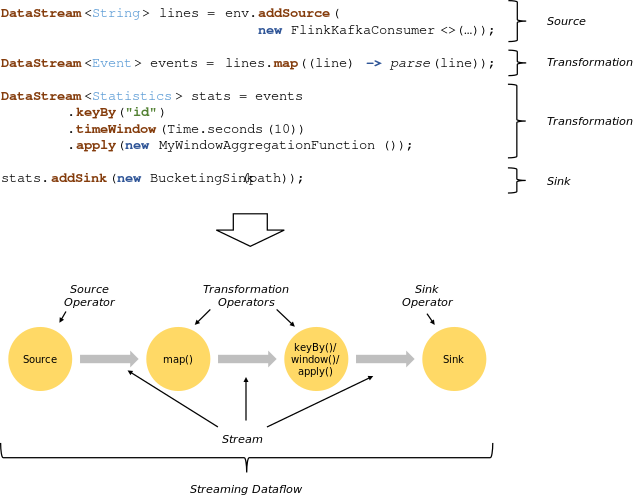 DataStream<String> lines = env.addSource(
new FlinkKafkaConsumer<>(…));
Source
DataStream<Event> events = lines.map((line) -> parse(line));
Transformation
DataStream<Statistics> stats = events
.keyBy("id")
.timeWindow(Time.seconds(10))
.apply(new MyWindowAggregationFunction());
Transformation
stats.addSink(new BucketingSink(path));
Sink
Source
Operator
Transformation
Operators
Sink
Operator
Source
map()
keyBy()/
window()/
apply()
Sink
Stream
Streaming Dataflow